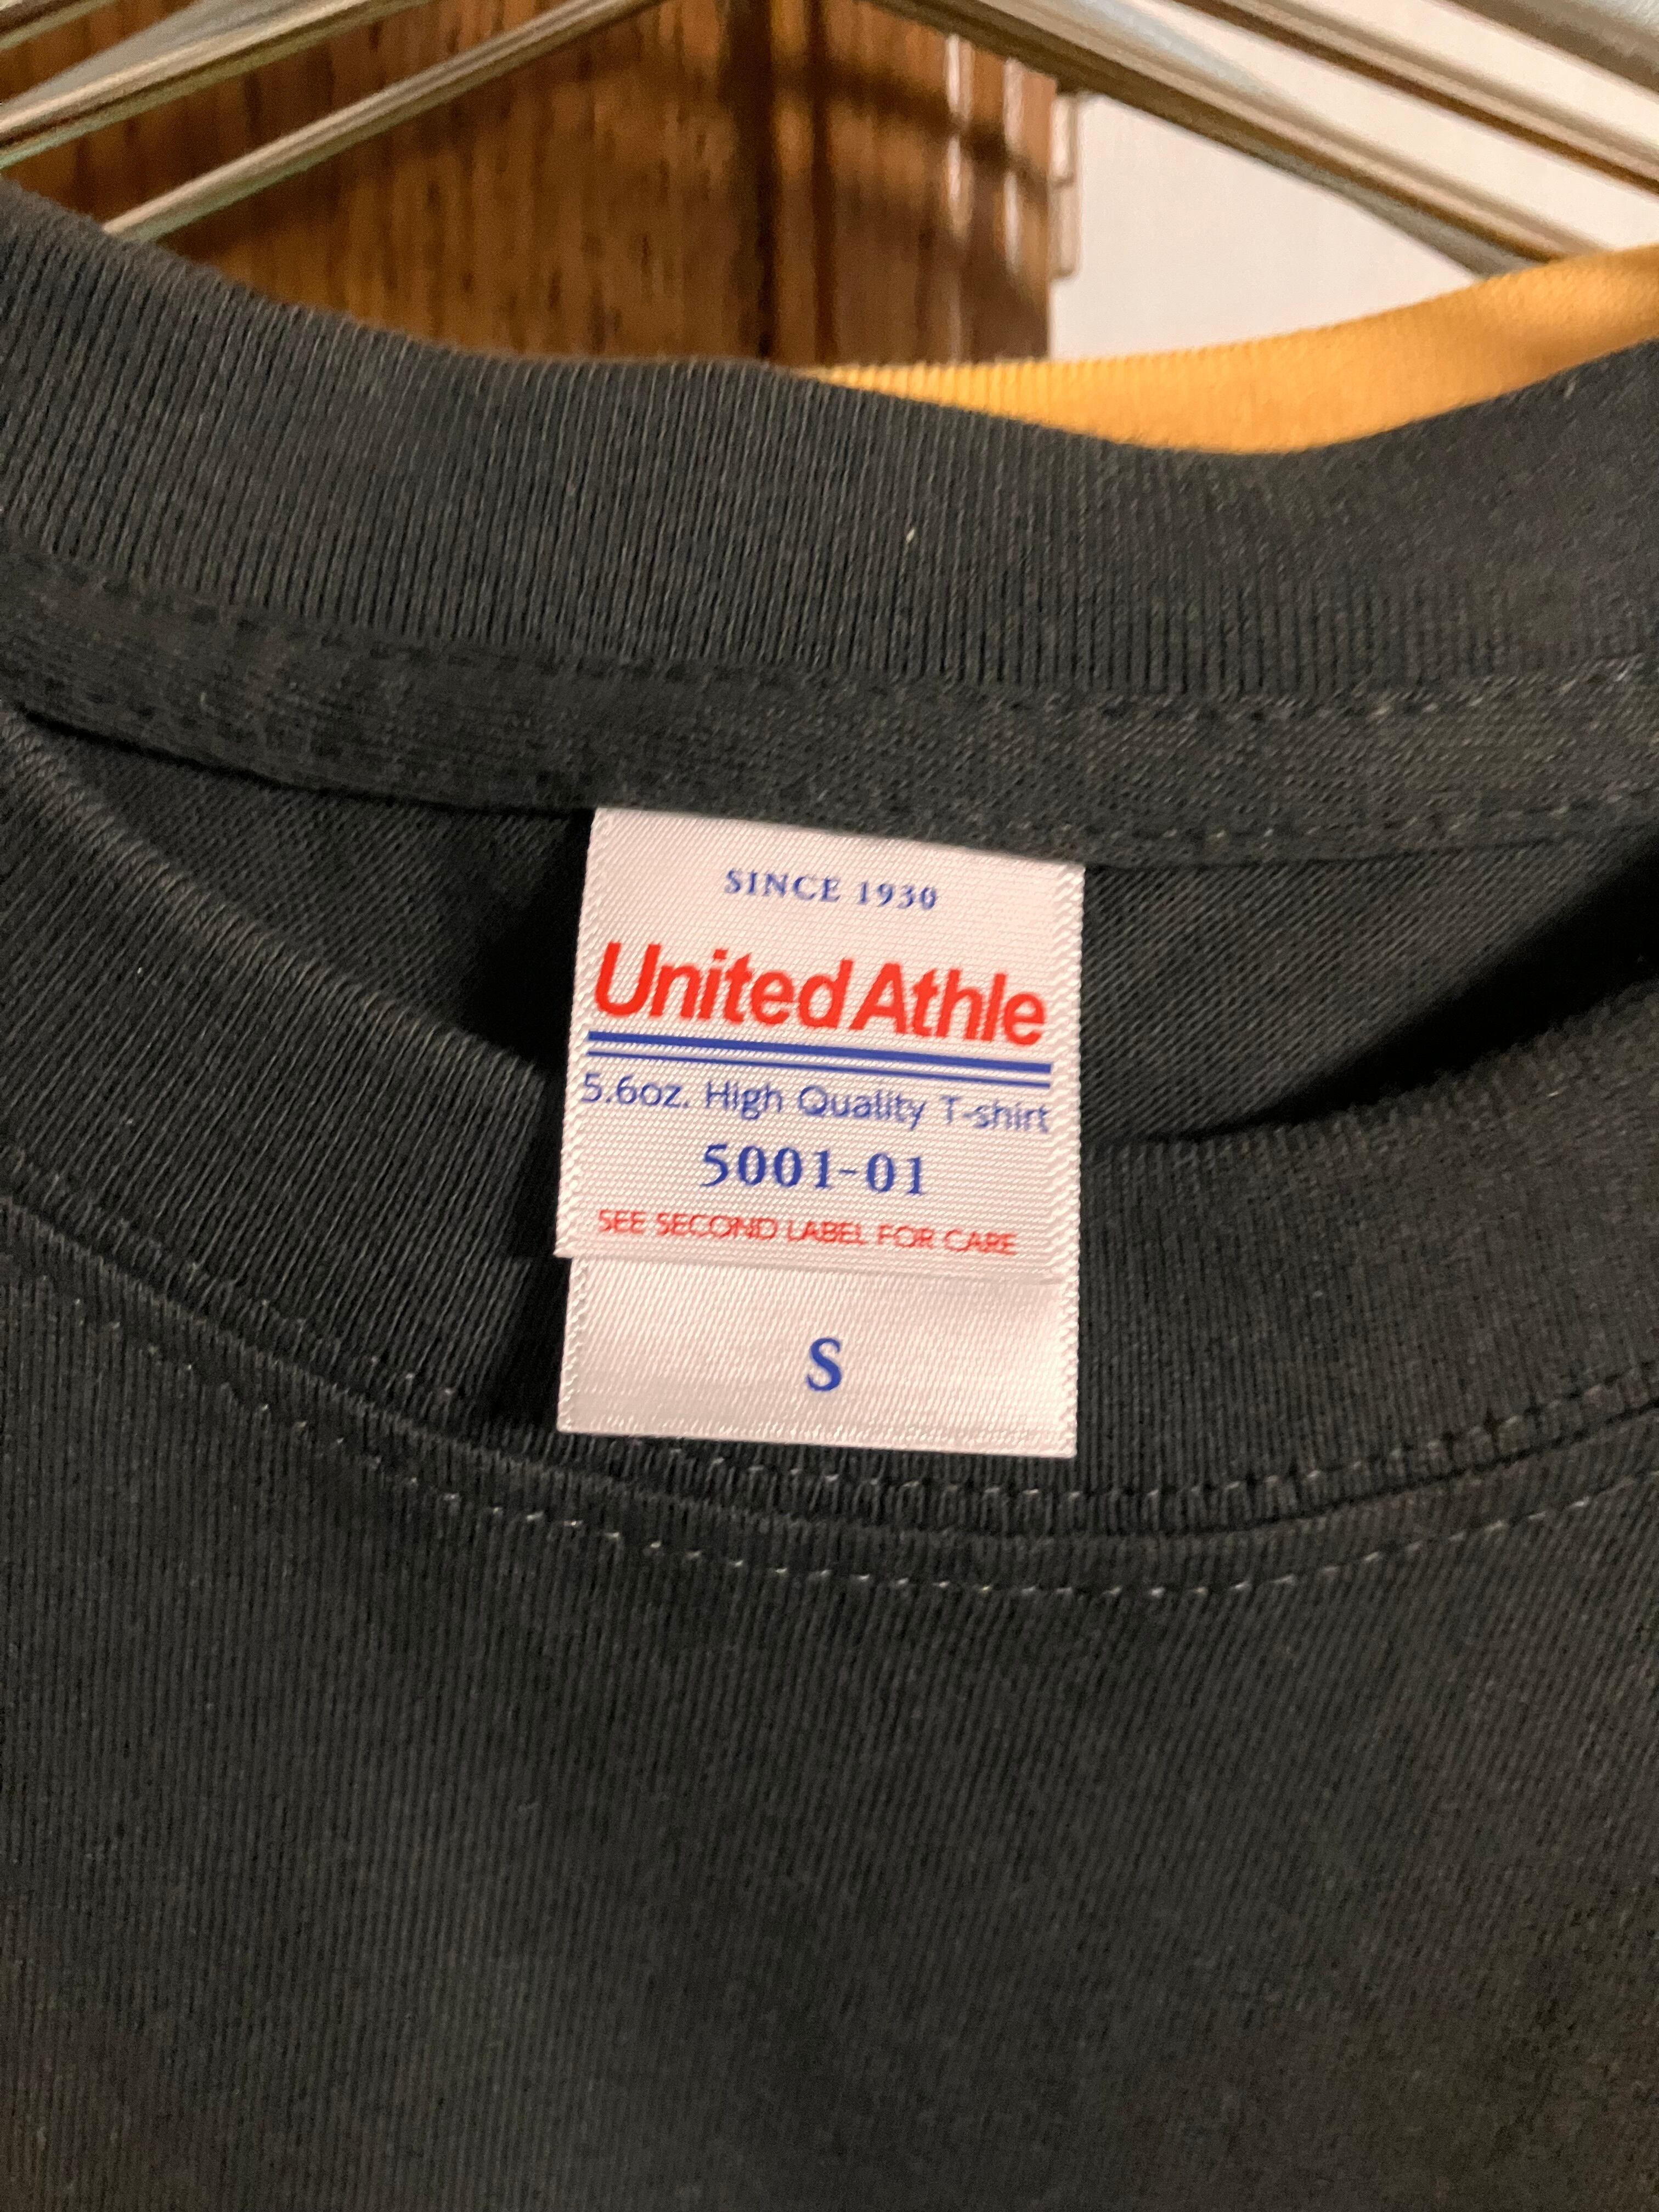 SINCE 1930
United Athle
5.6oz. High Quality T-shirt
5001-01
SEE SECOND LABEL FOR CARE
S